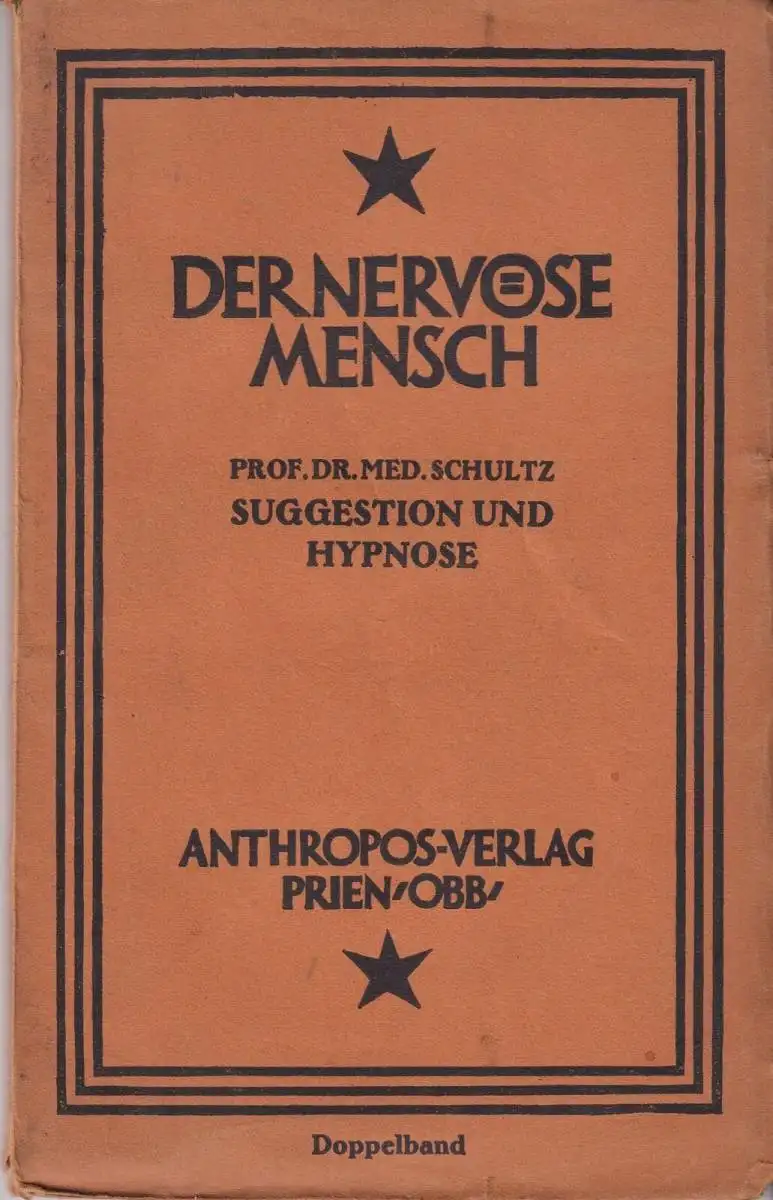 DER NERVÖSE
MENSCH
PROF. DR. MED. SCHULTZ
SUGGESTION UND
HYPNOSE
ANTHROPOS-VERLAG
PRIEN/OBB/
Doppelband